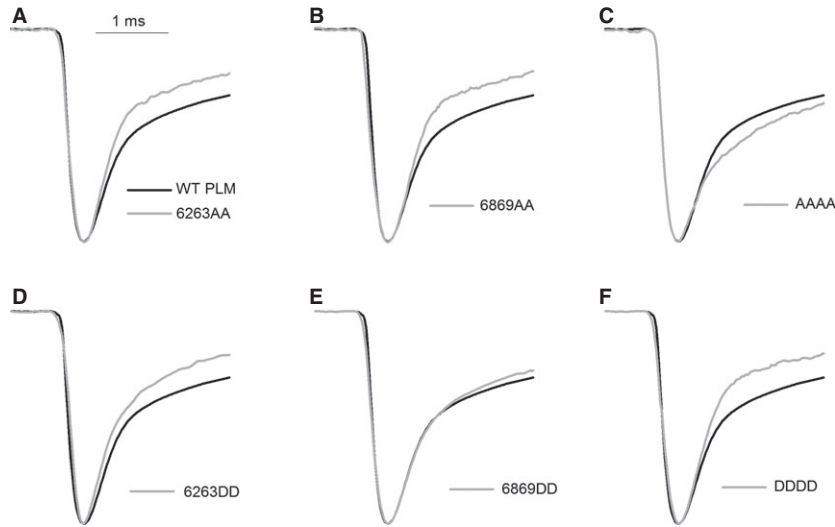 A
1 ms
WT PLM
6263AA
B
6869AA
C
AAAA
D
6263DD
E
6869DD
F
DDDD